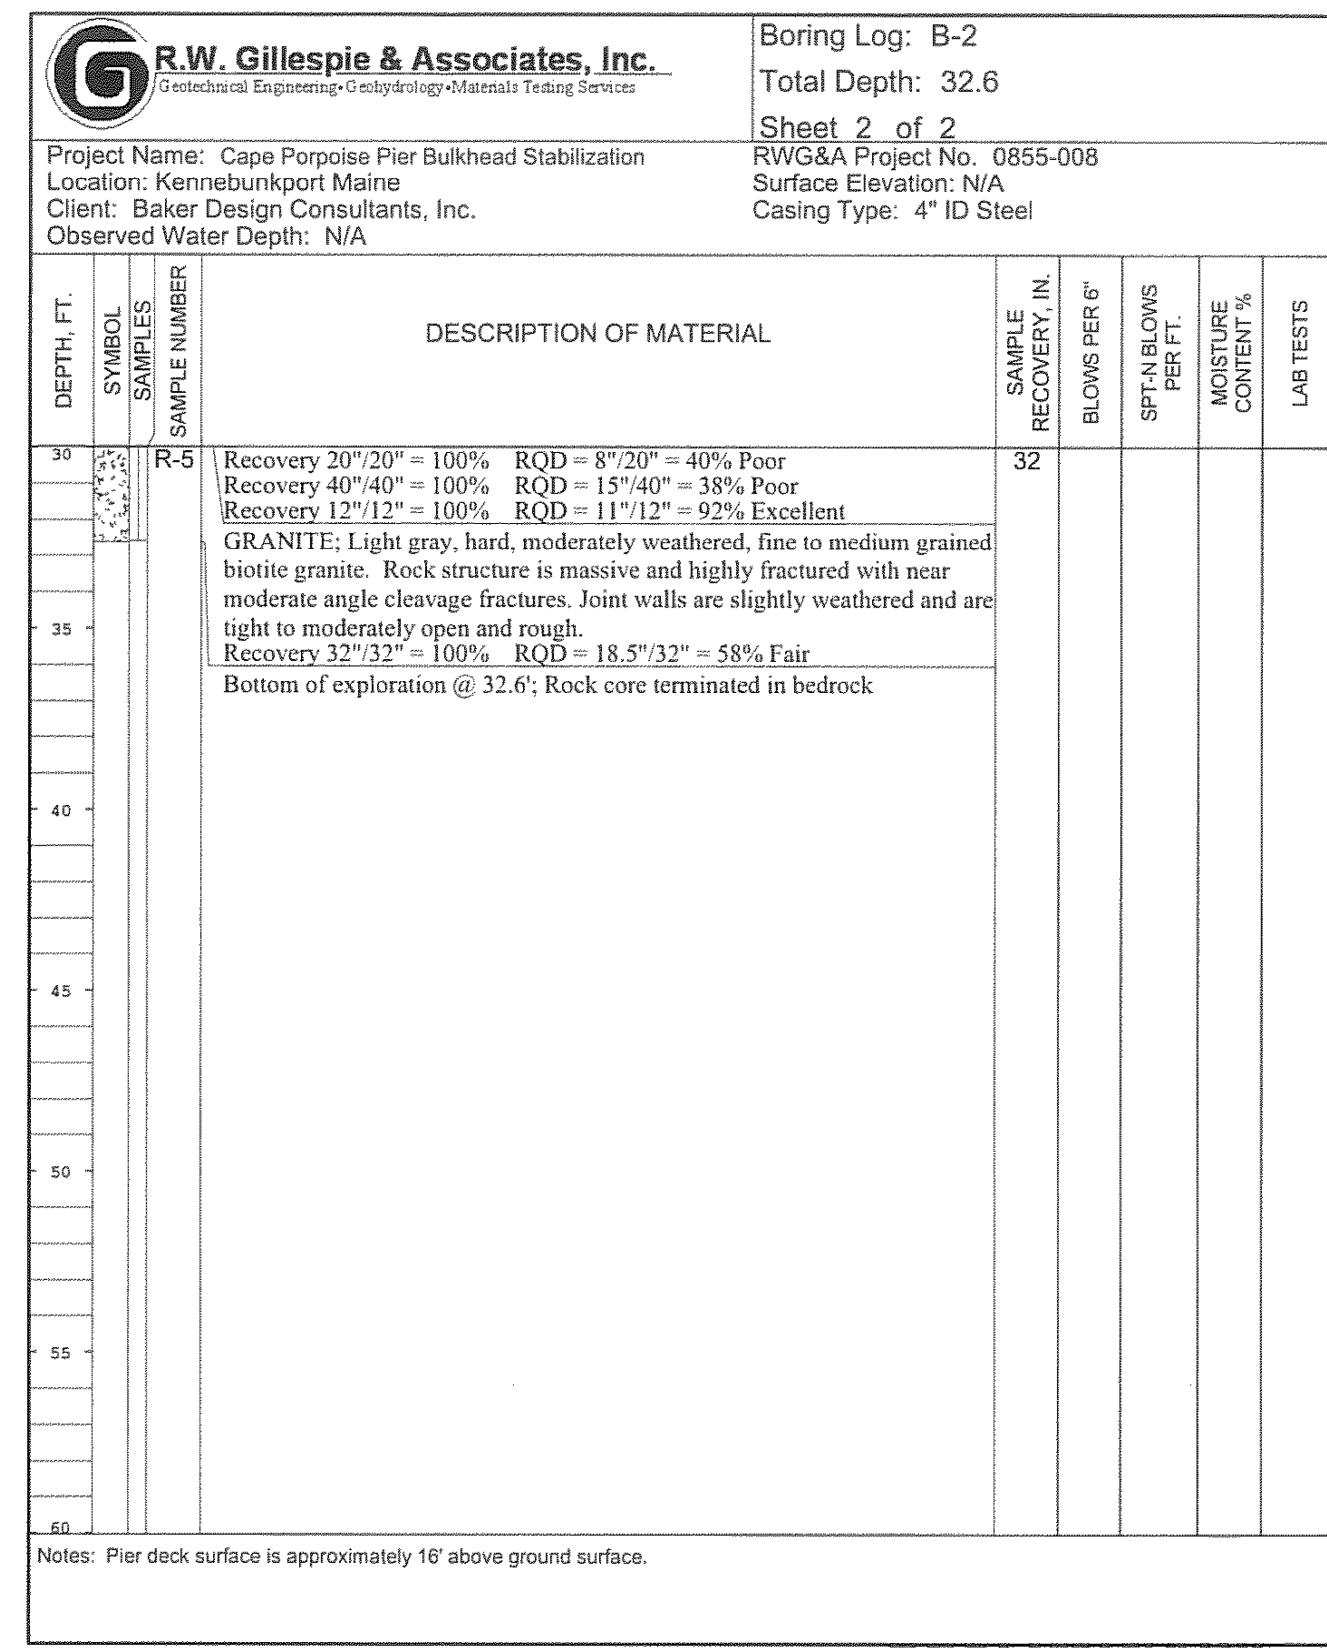 G
R.W. Gillespie & Associates, Inc.
Geotechnical Engineering•Geohydrology•Materials Testing Services
Boring Log: B-2
Total Depth: 32.6
Sheet 2 of 2
Project Name: Cape Porpoise Pier Bulkhead Stabilization
Location: Kennebunkport Maine
Client: Baker Design Consultants, Inc.
Observed Water Depth: N/A
RWG&A Project No. 0855-008
Surface Elevation: N/A
Casing Type: 4" ID Steel
DEPTH, FT.
SYMBOL
SAMPLES
SAMPLE NUMBER
DESCRIPTION OF MATERIAL
SAMPLE
RECOVERY, IN.
BLOWS PER 6"
SPT-N BLOWS
PER FT.
MOISTURE
CONTENT %
LAB TESTS
30
R-5
Recovery 20"/20" = 100% RQD = 8"/20" = 40% Poor
32
Recovery 40"/40" = 100% RQD = 15"/40" = 38% Poor
Recovery 12"/12" = 100% RQD = 11"/12" = 92% Excellent
GRANITE; Light gray, hard, moderately weathered, fine to medium grained
biotite granite. Rock structure is massive and highly fractured with near
moderate angle cleavage fractures. Joint walls are slightly weathered and are
35
tight to moderately open and rough.
Recovery 32"/32" = 100% RQD = 18.5"/32" = 58% Fair
Bottom of exploration @ 32.6'; Rock core terminated in bedrock
40
45
50
55
60
Notes: Pier deck surface is approximately 16' above ground surface.